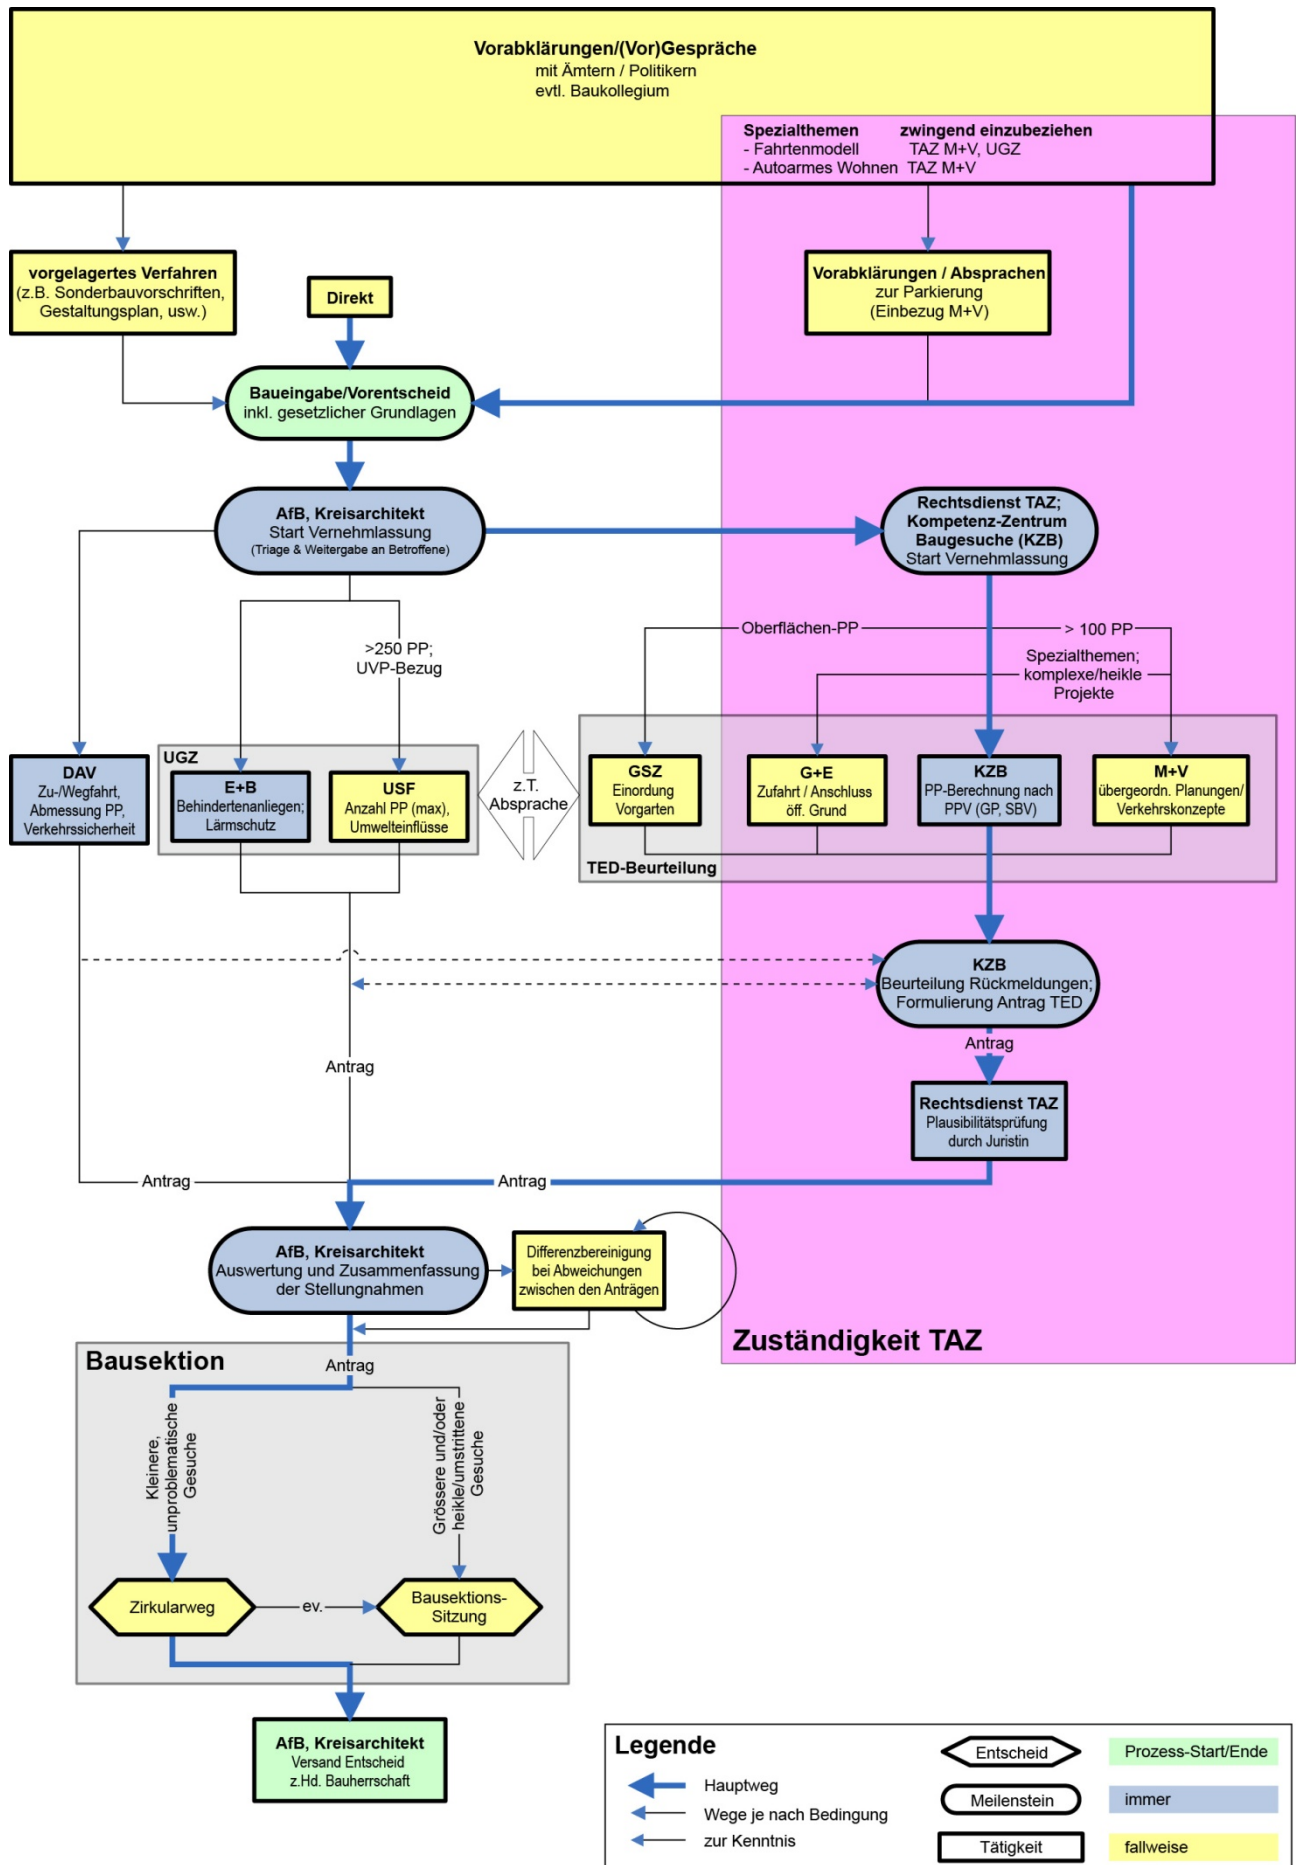 Vorabklärungen/(Vor)Gespräche
mit Ämtern / Politikern
evtl. Baukollegium
Spezialthemen zwingend einzubeziehen
- Fahrtenmodell TAZ M+V, UGZ
- Autoarmes Wohnen TAZ M+V
vorgelagertes Verfahren
(z.B. Sonderbauvorschriften,
Gestaltungsplan, usw.)
Direkt
Vorabklärungen / Absprachen
zur Parkierung
(Einbezug M+V)
Baueingabe/Vorentscheid
inkl. gesetzlicher Grundlagen
AfB, Kreisarchitekt
Start Vernehmlassung
(Triage & Weitergabe an Betroffene)
Rechtsdienst TAZ;
Kompetenz-Zentrum
Baugesuche (KZB)
Start Vernehmlassung
>250 PP;
UVP-Bezug
Oberflächen-PP
> 100 PP
Spezialthemen;
komplexe/heikle
Projekte
DAV
Zu-/Wegfahrt,
Abmessung PP,
Verkehrssicherheit
UGZ
E+B
Behindertenanliegen;
Lärmschutz
USF
Anzahl PP (max),
Umwelteinflüsse
z.T.
Absprache
GSZ
Einordung
Vorgarten
G+E
Zufahrt / Anschluss
öff. Grund
KZB
PP-Berechnung nach
PPV (GP, SBV)
M+V
übergeordn. Planungen/
Verkehrskonzepte
TED-Beurteilung
KZB
Beurteilung Rückmeldungen;
Formulierung Antrag TED
Antrag
Antrag
Rechtsdienst TAZ
Plausibilitätsprüfung
durch Juristin
Antrag
Antrag
AfB, Kreisarchitekt
Auswertung und Zusammenfassung
der Stellungnahmen
Differenzbereinigung
bei Abweichungen
zwischen den Anträgen
Zuständigkeit TAZ
Bausektion
Antrag
Kleinere,
unproblematische
Gesuche
Grössere und/oder
heikle/umstrittene
Gesuche
Zirkularweg
ev.
Bausektions-
Sitzung
AfB, Kreisarchitekt
Versand Entscheid
z.Hd. Bauherrschaft
Legende
Hauptweg
Wege je nach Bedingung
zur Kenntnis
Entscheid
Meilenstein
Tätigkeit
Prozess-Start/Ende
immer
fallweise